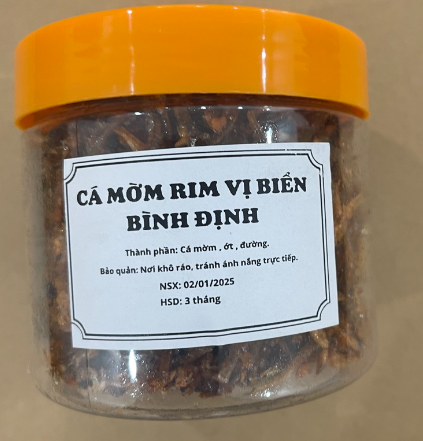 CÁ MỜM RIM VỊ BIỂN
BÌNH ĐỊNH
Thành phần: Cá mờm , ớt , đường.
Bảo quản: Nơi khô ráo, tránh ánh nắng trực tiếp.
NSX: 02/01/2025
HSD: 3 tháng